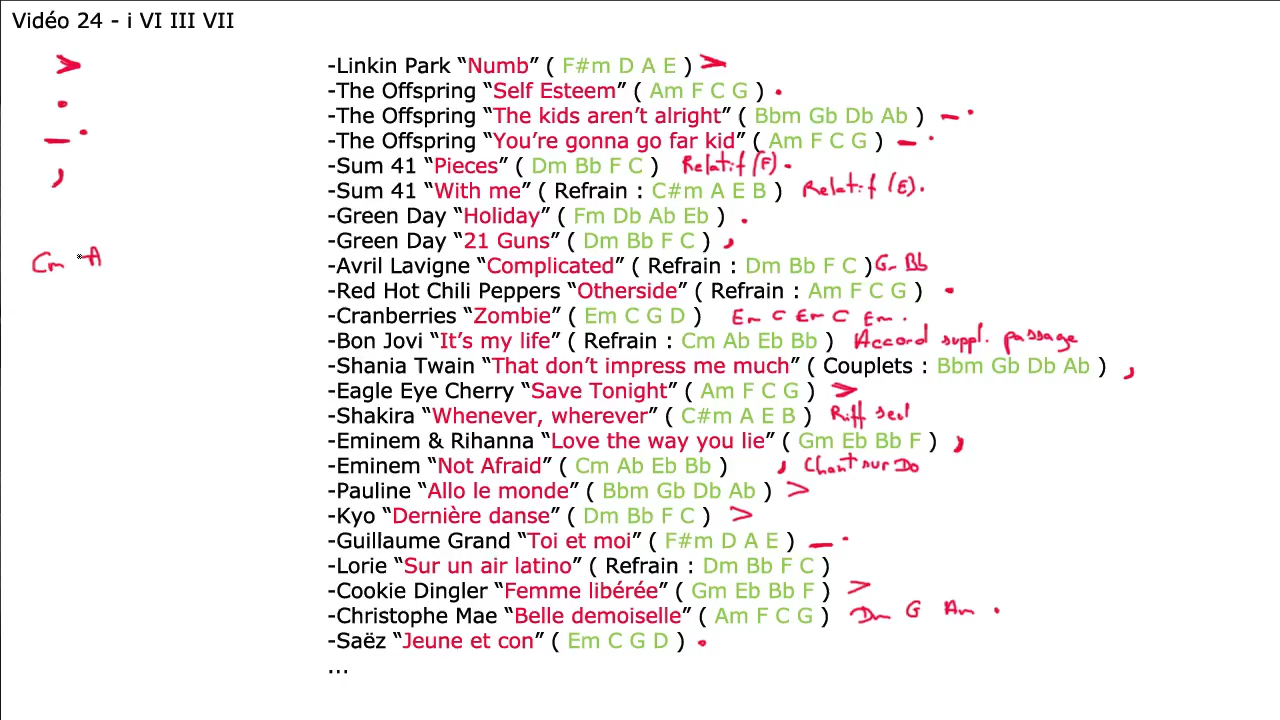 Vidéo 24 - i VI III VII
-Linkin Park “Numb” ( F#m D A E ) >
-The Offspring “Self Esteem” ( Am F C G ) .
-The Offspring “The kids aren’t alright” ( Bbm Gb Db Ab ) – .
-The Offspring “You’re gonna go far kid” ( Am F C G ) – .
-Sum 41 “Pieces” ( Dm Bb F C ) Relatif (F) .
-Sum 41 “With me” ( Refrain : C#m A E B ) Relatif (E).
-Green Day “Holiday” ( Fm Db Ab Eb ) .
-Green Day “21 Guns” ( Dm Bb F C ) ,
Cm A
-Avril Lavigne “Complicated” ( Refrain : Dm Bb F C ) Gm Bb
-Red Hot Chili Peppers “Otherside” ( Refrain : Am F C G ) .
-Cranberries “Zombie” ( Em C G D ) Em C Em C Em .
-Bon Jovi “It’s my life” ( Refrain : Cm Ab Eb Bb ) Accord suppl. passage
-Shania Twain “That don’t impress me much” ( Couplets : Bbm Gb Db Ab ) ,
-Eagle Eye Cherry “Save Tonight” ( Am F C G ) >
-Shakira “Whenever, wherever” ( C#m A E B ) Riff seul
-Eminem & Rihanna “Love the way you lie” ( Gm Eb Bb F ) ,
-Eminem “Not Afraid” ( Cm Ab Eb Bb ) , Chant sur Do
-Pauline “Allo le monde” ( Bbm Gb Db Ab ) >
-Kyo “Dernière danse” ( Dm Bb F C ) >
-Guillaume Grand “Toi et moi” ( F#m D A E ) – .
-Lorie “Sur un air latino” ( Refrain : Dm Bb F C )
-Cookie Dingler “Femme libérée” ( Gm Eb Bb F ) >
-Christophe Mae “Belle demoiselle” ( Am F C G ) Dm G Am .
-Saëz “Jeune et con” ( Em C G D ) .
...